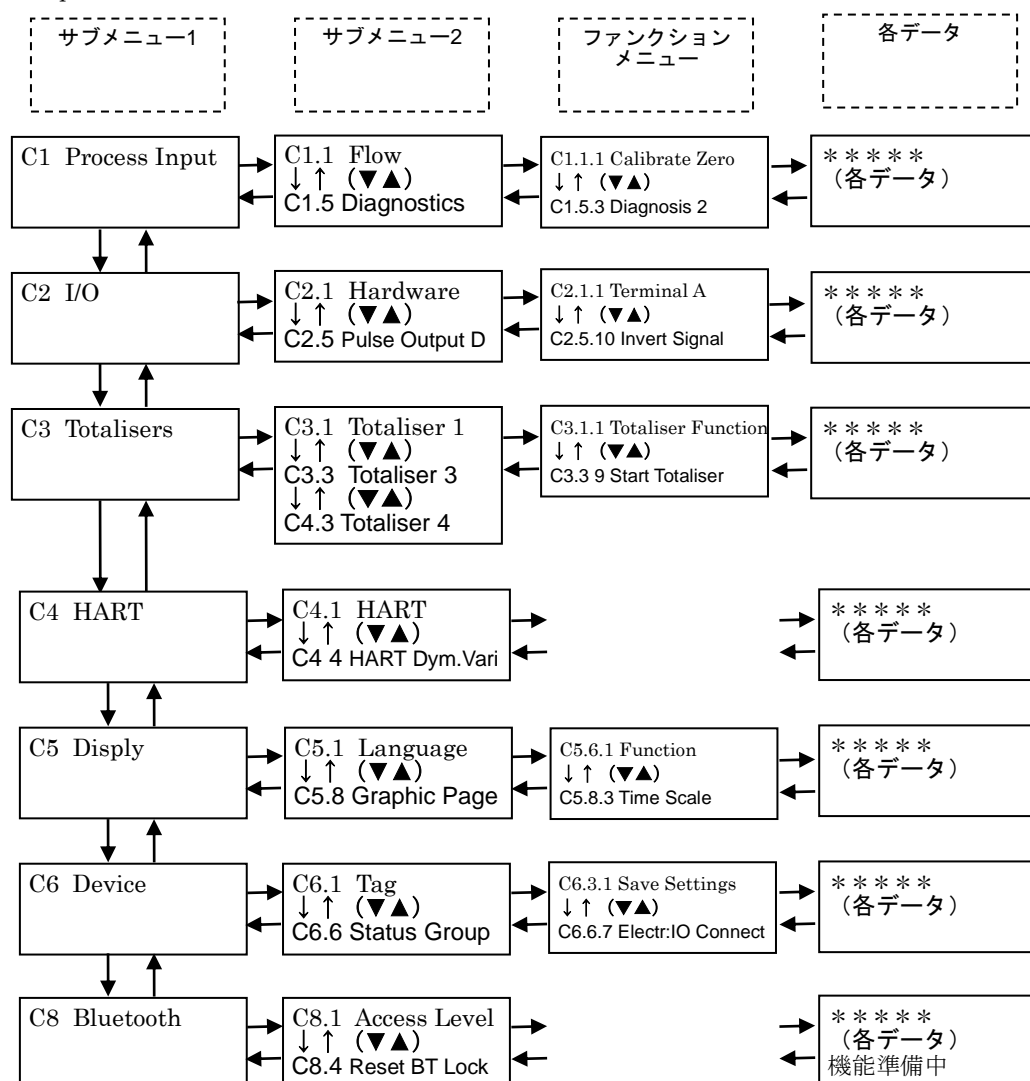 サブメニュー1
サブメニュー2
ファンクション
メニュー
各データ
C1 Process Input
C1.1 Flow
↓ ↑ (▼▲)
C1.5 Diagnostics
C1.1.1 Calibrate Zero
↓ ↑ (▼▲)
C1.5.3 Diagnosis 2
*****
(各データ)
C2 I/O
C2.1 Hardware
↓ ↑ (▼▲)
C2.5 Pulse Output D
C2.1.1 Terminal A
↓ ↑ (▼▲)
C2.5.10 Invert Signal
*****
(各データ)
C3 Totalisers
C3.1 Totaliser 1
↓ ↑ (▼▲)
C3.3 Totaliser 3
↓ ↑ (▼▲)
C4.3 Totaliser 4
C3.1.1 Totaliser Function
↓ ↑ (▼▲)
C3.3 9 Start Totaliser
*****
(各データ)
C4 HART
C4.1 HART
↓ ↑ (▼▲)
C4 4 HART Dym.Vari
*****
(各データ)
C5 Disply
C5.1 Language
↓ ↑ (▼▲)
C5.8 Graphic Page
C5.6.1 Function
↓ ↑ (▼▲)
C5.8.3 Time Scale
*****
(各データ)
C6 Device
C6.1 Tag
↓ ↑ (▼▲)
C6.6 Status Group
C6.3.1 Save Settings
↓ ↑ (▼▲)
C6.6.7 Electr:IO Connect
*****
(各データ)
C8 Bluetooth
C8.1 Access Level
↓ ↑ (▼▲)
C8.4 Reset BT Lock
*****
(各データ)
機能準備中